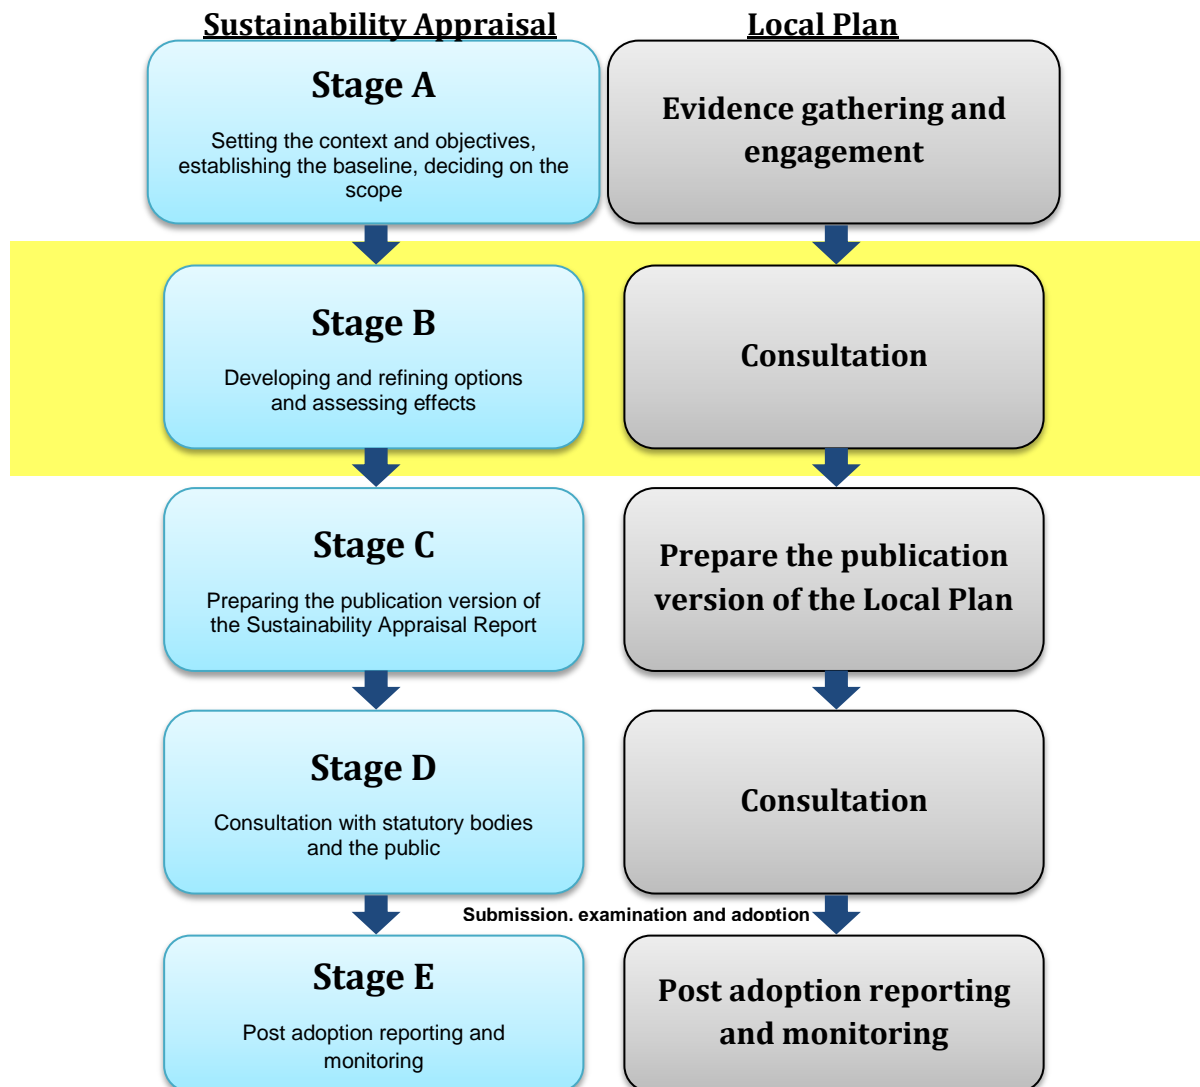 Sustainability Appraisal
Local Plan
Stage A
Setting the context and objectives,
establishing the baseline, deciding on the
scope
Evidence gathering and
engagement
Stage B
Developing and refining options
and assessing effects
Consultation
Stage C
Preparing the publication version of
the Sustainability Appraisal Report
Prepare the publication
version of the Local Plan
Stage D
Consultation with statutory bodies
and the public
Consultation
Submission, examination and adoption
Stage E
Post adoption reporting and
monitoring
Post adoption reporting
and monitoring